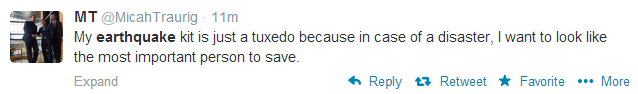 MT @MicahTraurig · 11m
My earthquake kit is just a tuxedo because in case of a disaster, I want to look like
the most important person to save.
Expand Reply Retweet Favorite More